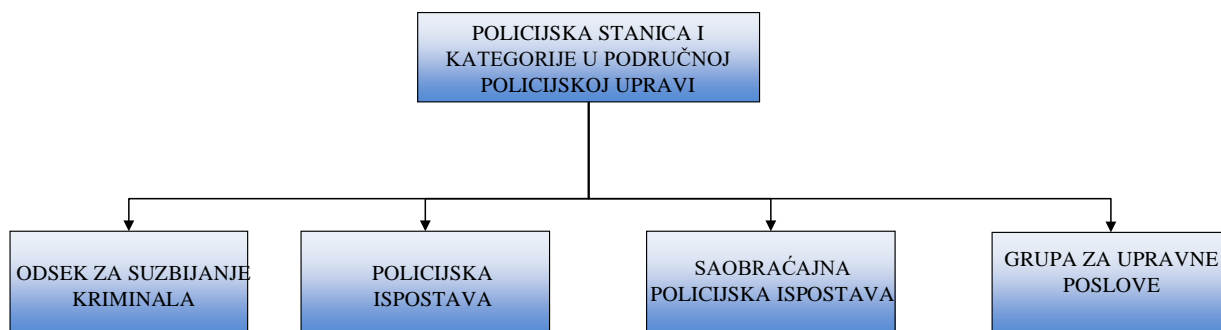 POLICIJSKA STANICA I
KATEGORIJE U PODRUČNOJ
POLICIJSKOJ UPRAVI
ODSEK ZA SUZBIJANJE
KRIMINALA
POLICIJSKA
ISPOSTAVA
SAOBRAĆAJNA
POLICIJSKA ISPOSTAVA
GRUPA ZA UPRAVNE
POSLOVE